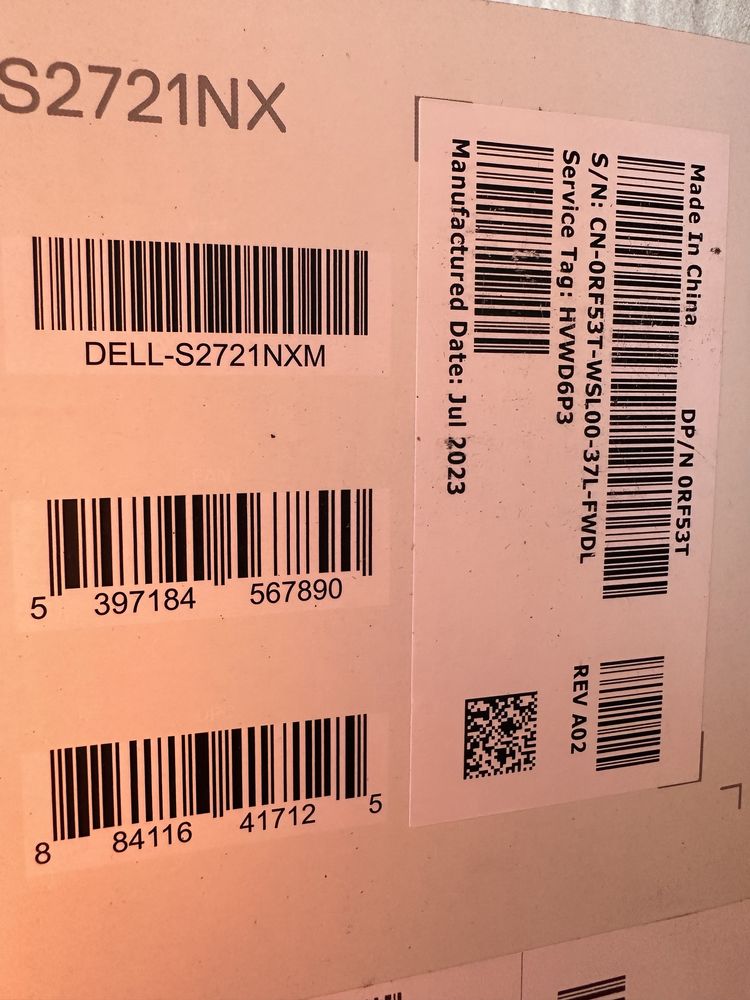 S2721NX
DELL-S2721NXM
5 397184 567890
8 84116 41712 5
Made In China
DP/N 0RF53T
S/N: CN-0RF53T-WSL00-37L-FWDL
REV A02
Service Tag: HVWD6P3
Manufactured Date: Jul 2023